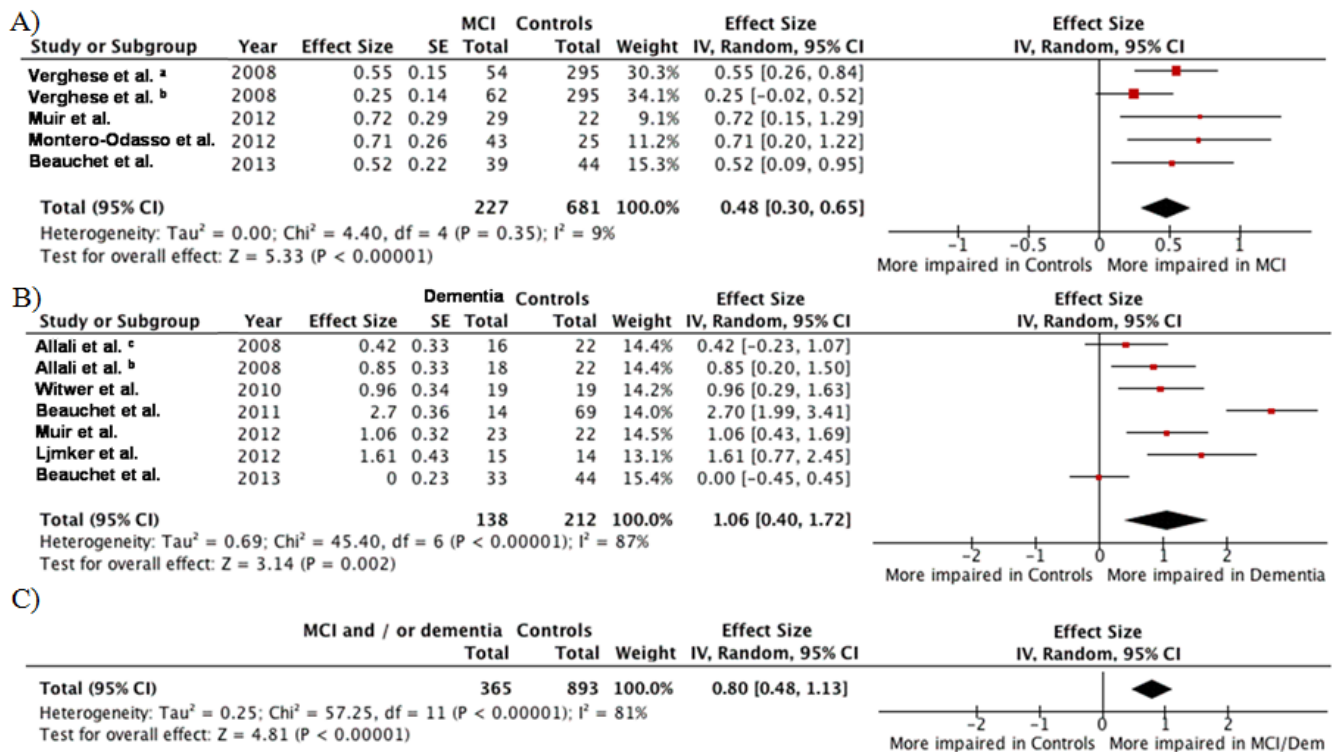 A)
MCI Controls Effect Size Effect Size
Study or Subgroup Year Effect Size SE Total Total Weight IV, Random, 95% CI IV, Random, 95% CI
Verghese et al. ᵃ 2008 0.55 0.15 54 295 30.3% 0.55 [0.26, 0.84]
Verghese et al. ᵇ 2008 0.25 0.14 62 295 34.1% 0.25 [-0.02, 0.52]
Muir et al. 2012 0.72 0.29 29 22 9.1% 0.72 [0.15, 1.29]
Montero-Odasso et al. 2012 0.71 0.26 43 25 11.2% 0.71 [0.20, 1.22]
Beauchet et al. 2013 0.52 0.22 39 44 15.3% 0.52 [0.09, 0.95]
Total (95% CI) 227 681 100.0% 0.48 [0.30, 0.65]
Heterogeneity: Tau² = 0.00; Chi² = 4.40, df = 4 (P = 0.35); I² = 9%
Test for overall effect: Z = 5.33 (P < 0.00001)
-1 -0.5 0 0.5 1
More impaired in Controls More impaired in MCI
B)
Dementia Controls Effect Size Effect Size
Study or Subgroup Year Effect Size SE Total Total Weight IV, Random, 95% CI IV, Random, 95% CI
Allali et al. ᶜ 2008 0.42 0.33 16 22 14.4% 0.42 [-0.23, 1.07]
Allali et al. ᵇ 2008 0.85 0.33 18 22 14.4% 0.85 [0.20, 1.50]
Witwer et al. 2010 0.96 0.34 19 19 14.2% 0.96 [0.29, 1.63]
Beauchet et al. 2011 2.7 0.36 14 69 14.0% 2.70 [1.99, 3.41]
Muir et al. 2012 1.06 0.32 23 22 14.5% 1.06 [0.43, 1.69]
Ljmker et al. 2012 1.61 0.43 15 14 13.1% 1.61 [0.77, 2.45]
Beauchet et al. 2013 0 0.23 33 44 15.4% 0.00 [-0.45, 0.45]
Total (95% CI) 138 212 100.0% 1.06 [0.40, 1.72]
Heterogeneity: Tau² = 0.69; Chi² = 45.40, df = 6 (P < 0.00001); I² = 87%
Test for overall effect: Z = 3.14 (P = 0.002)
-2 -1 0 1 2
More impaired in Controls More impaired in Dementia
C)
MCI and / or dementia Controls Effect Size Effect Size
Total Total Weight IV, Random, 95% CI IV, Random, 95% CI
Total (95% CI) 365 893 100.0% 0.80 [0.48, 1.13]
Heterogeneity: Tau² = 0.25; Chi² = 57.25, df = 11 (P < 0.00001); I² = 81%
Test for overall effect: Z = 4.81 (P < 0.00001)
-2 -1 0 1 2
More impaired in Controls More impaired in MCI/Dem